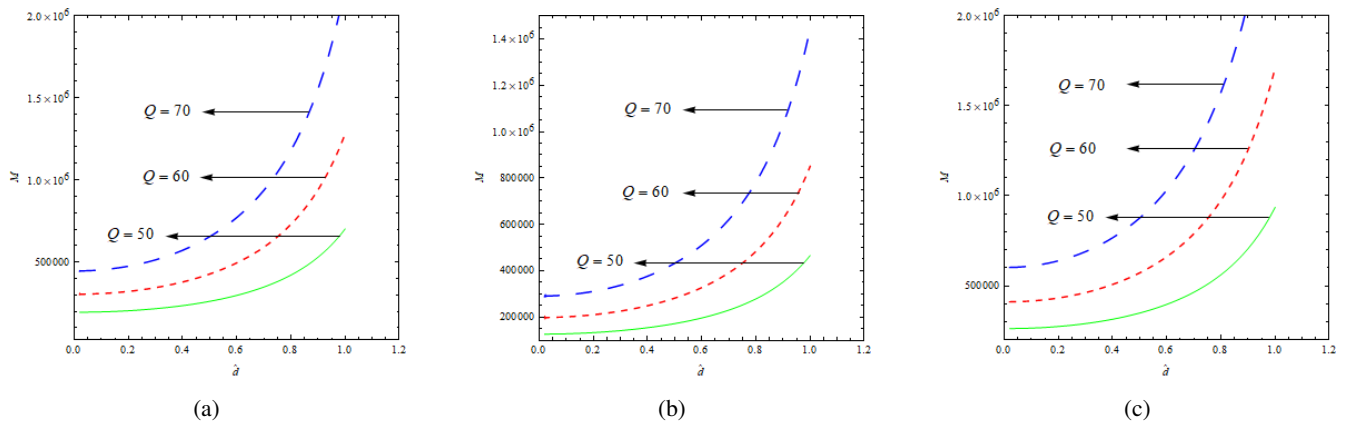 2.0×10⁶
1.5×10⁶
1.0×10⁶
500000
M
Q = 70
Q = 60
Q = 50
0.0 0.2 0.4 0.6 0.8 1.0 1.2
â
(a)
1.4×10⁶
1.2×10⁶
1.0×10⁶
800000
600000
400000
200000
M
Q = 70
Q = 60
Q = 50
0.0 0.2 0.4 0.6 0.8 1.0 1.2
â
(b)
2.0×10⁶
1.5×10⁶
1.0×10⁶
500000
M
Q = 70
Q = 60
Q = 50
0.0 0.2 0.4 0.6 0.8 1.0 1.2
â
(c)